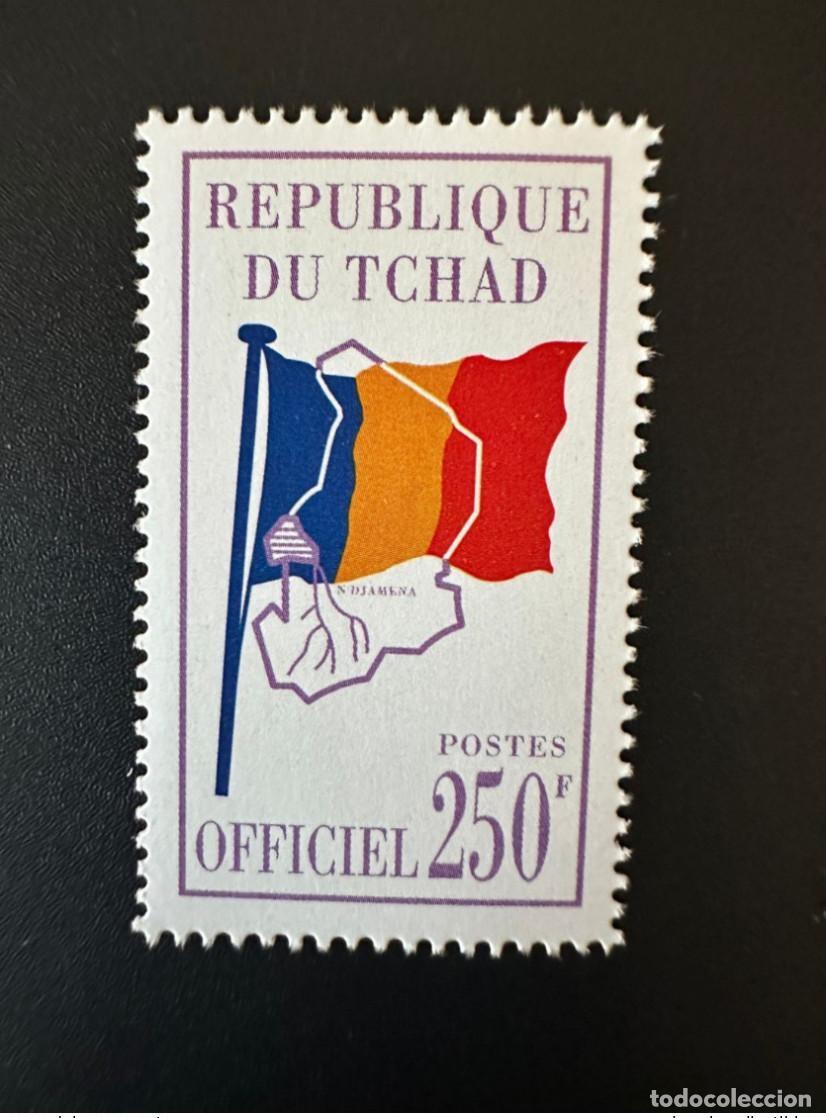 REPUBLIQUE
DU TCHAD
N'DJAMENA
POSTES
OFFICIEL 250F
todocoleccion